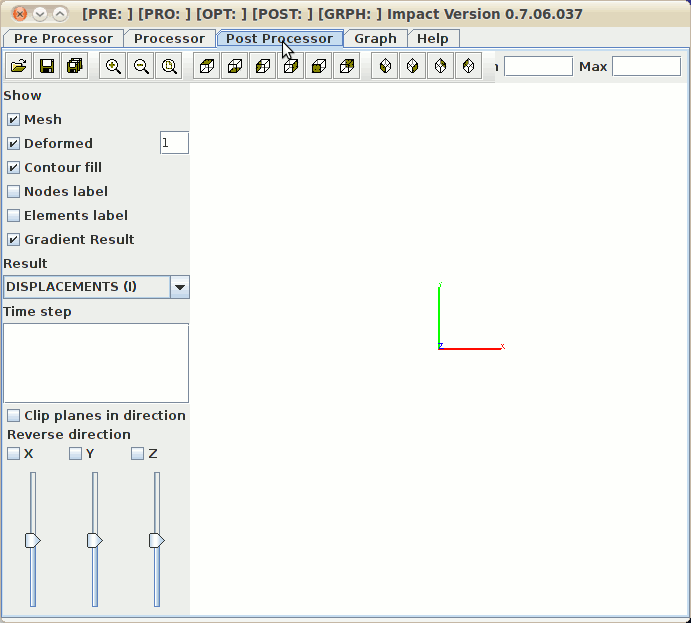 [PRE: ] [PRO: ] [OPT: ] [POST: ] [GRPH: ] Impact Version 0.7.06.037
Pre Processor Processor Post Processor Graph Help
Max
Show
Mesh
Deformed 1
Contour fill
Nodes label
Elements label
Gradient Result
Result
DISPLACEMENTS (I)
Time step
Clip planes in direction
Reverse direction
X Y Z
y
z x